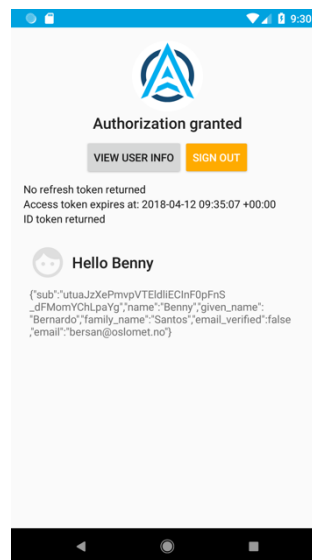 9:30
Authorization granted
VIEW USER INFO
SIGN OUT
No refresh token returned
Access token expires at: 2018-04-12 09:35:07 +00:00
ID token returned
Hello Benny
{"sub":"utuaJzXePmvpVTEldliECInF0pFnS
_dFMomYChLpaYg","name":"Benny","given_name":
"Bernardo","family_name":"Santos","email_verified":false
,"email":"bersan@oslomet.no"}